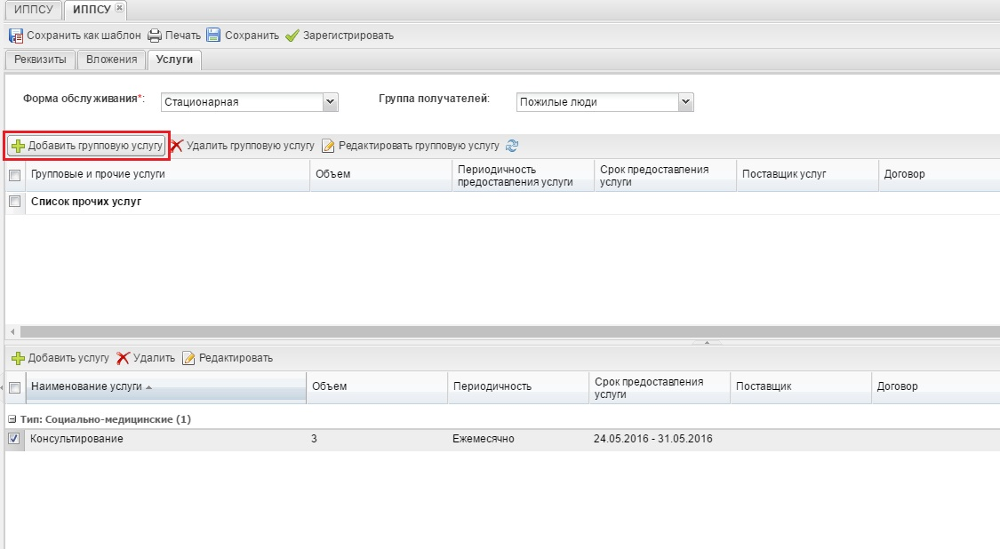 ИППСУ ИППСУ
Сохранить как шаблон Печать Сохранить Зарегистрировать
Реквизиты Вложения Услуги
Форма обслуживания*: Стационарная Группа получателей: Пожилые люди
Добавить групповую услугу Удалить групповую услугу Редактировать групповую услугу
Групповые и прочие услуги Объем Периодичность предоставления услуги Срок предоставления услуги Поставщик услуг Договор
Список прочих услуг
Добавить услугу Удалить Редактировать
Наименование услуги Объем Периодичность Срок предоставления услуги Поставщик Договор
Тип: Социально-медицинские (1)
Консультирование 3 Ежемесячно 24.05.2016 - 31.05.2016